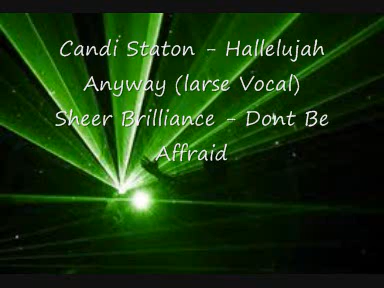 Candi Staton - Hallelujah
Anyway (larse Vocal)
Sheer Brilliance - Dont Be
Affraid